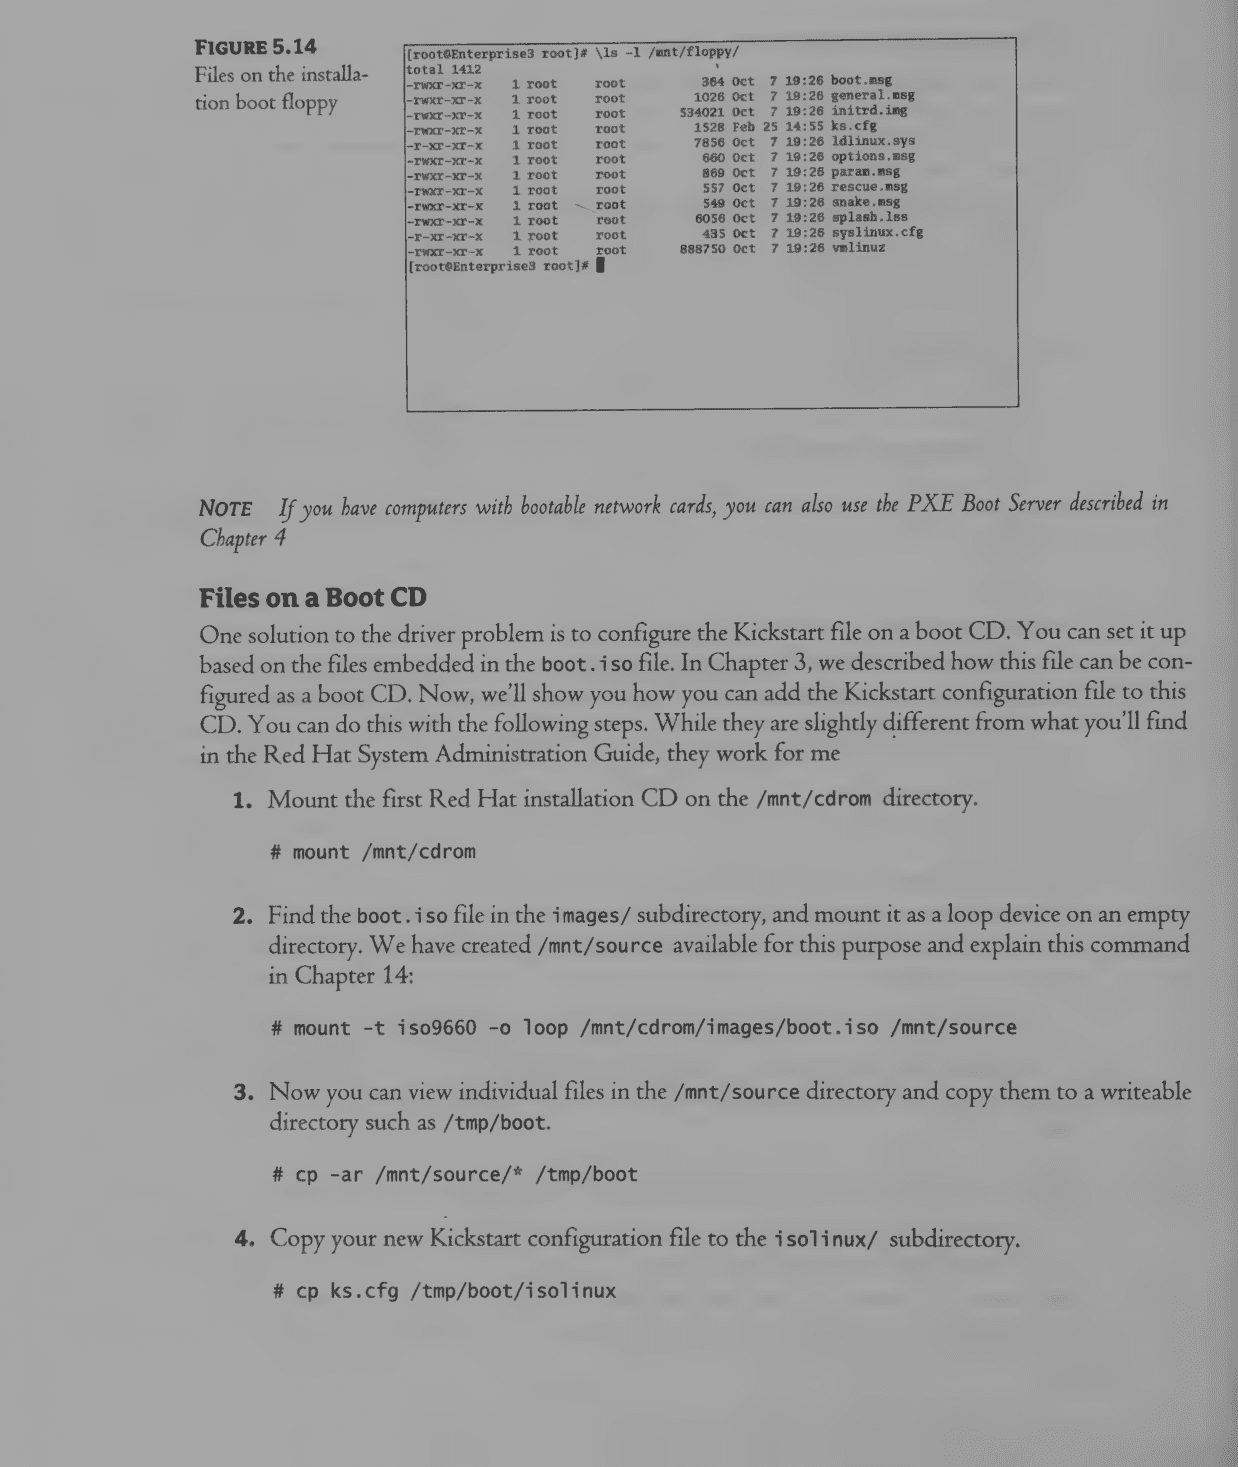 FIGURE 5.14
Files on the installa-
tion boot floppy
[root@Enterprise3 root]# \ls -l /mnt/floppy/
total 1412
-rwxr-xr-x 1 root root 364 Oct 7 19:26 boot.msg
-rwxr-xr-x 1 root root 1026 Oct 7 19:26 general.msg
-rwxr-xr-x 1 root root 534021 Oct 7 19:26 initrd.img
-rwxr-xr-x 1 root root 1528 Feb 25 14:55 ks.cfg
-r-xr-xr-x 1 root root 7856 Oct 7 19:26 ldlinux.sys
-rwxr-xr-x 1 root root 660 Oct 7 19:26 options.msg
-rwxr-xr-x 1 root root 869 Oct 7 19:26 param.msg
-rwxr-xr-x 1 root root 557 Oct 7 19:26 rescue.msg
-rwxr-xr-x 1 root root 549 Oct 7 19:26 snake.msg
-rwxr-xr-x 1 root root 6056 Oct 7 19:26 splash.lss
-r-xr-xr-x 1 root root 435 Oct 7 19:26 syslinux.cfg
-rwxr-xr-x 1 root root 888750 Oct 7 19:26 vmlinuz
[root@Enterprise3 root]#
NOTE If you have computers with bootable network cards, you can also use the PXE Boot Server described in
Chapter 4
Files on a Boot CD
One solution to the driver problem is to configure the Kickstart file on a boot CD. You can set it up
based on the files embedded in the boot.iso file. In Chapter 3, we described how this file can be con-
figured as a boot CD. Now, we'll show you how you can add the Kickstart configuration file to this
CD. You can do this with the following steps. While they are slightly different from what you'll find
in the Red Hat System Administration Guide, they work for me
1. Mount the first Red Hat installation CD on the /mnt/cdrom directory.
# mount /mnt/cdrom
2. Find the boot.iso file in the images/ subdirectory, and mount it as a loop device on an empty
directory. We have created /mnt/source available for this purpose and explain this command
in Chapter 14:
# mount -t iso9660 -o loop /mnt/cdrom/images/boot.iso /mnt/source
3. Now you can view individual files in the /mnt/source directory and copy them to a writeable
directory such as /tmp/boot.
# cp -ar /mnt/source/* /tmp/boot
4. Copy your new Kickstart configuration file to the isolinux/ subdirectory.
# cp ks.cfg /tmp/boot/isolinux